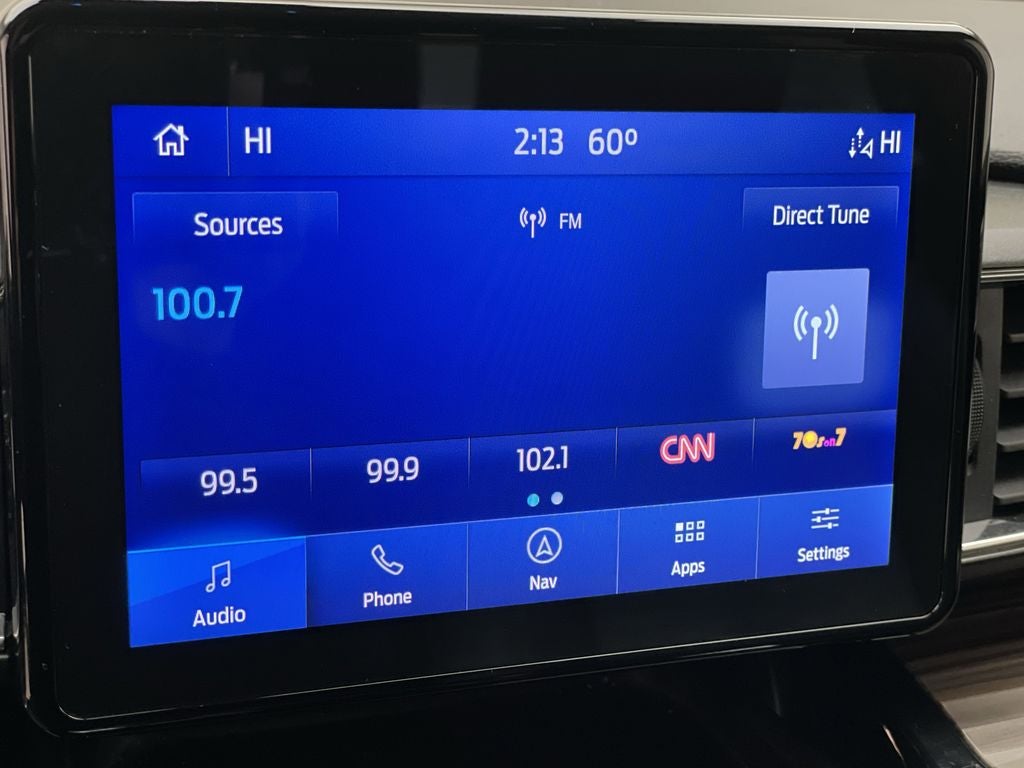 HI 2:13 60° HI
Sources FM Direct Tune
100.7
99.5 99.9 102.1 CNN 70s on 7
Audio Phone Nav Apps Settings